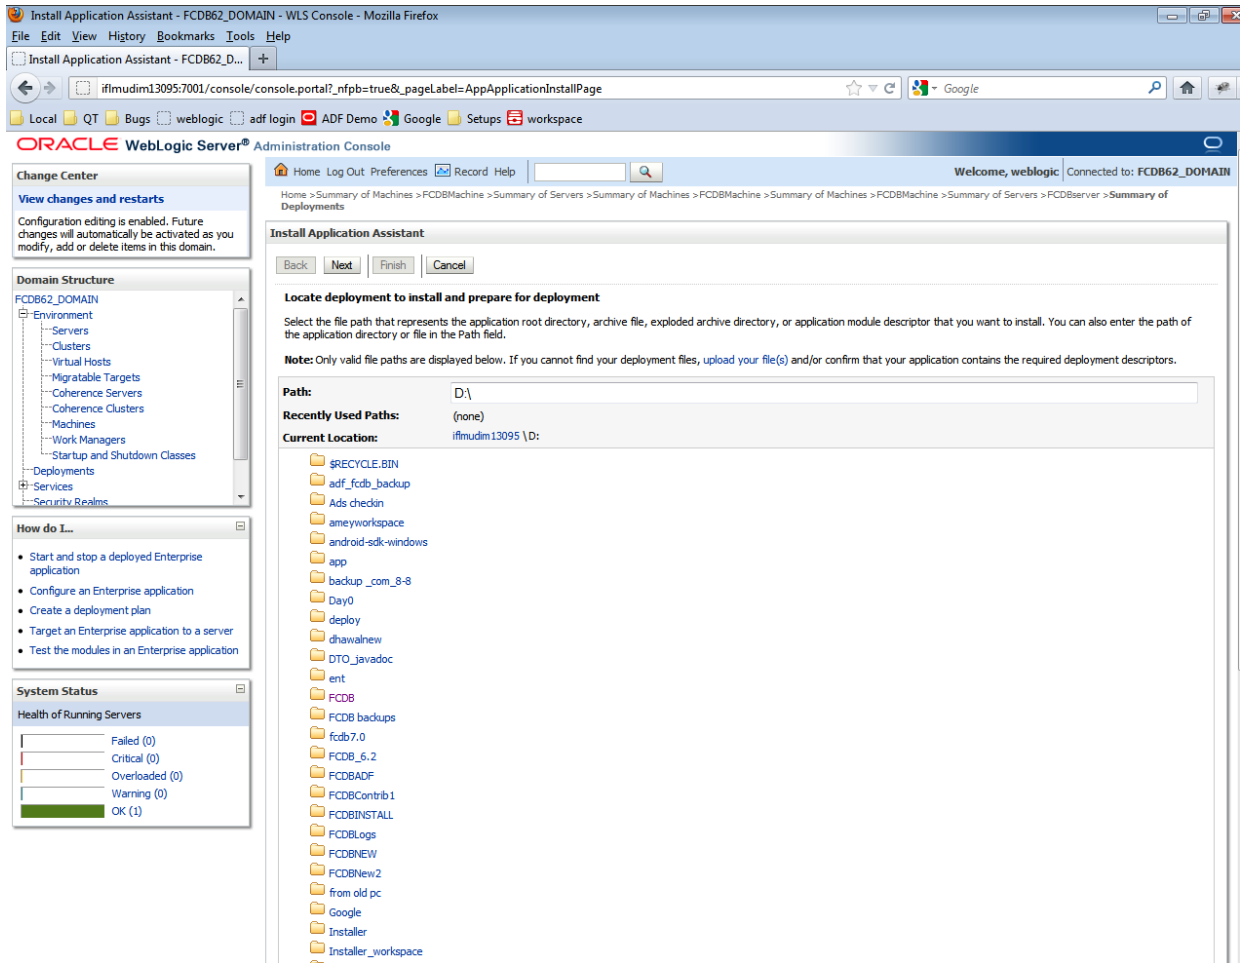 Install Application Assistant - FCDB62_DOMAIN - WLS Console - Mozilla Firefox
File Edit View History Bookmarks Tools Help
Install Application Assistant - FCDB62_D... +
iflmudim13095:7001/console/console.portal?_nfpb=true&_pageLabel=AppApplicationInstallPage
Google
Local QT Bugs weblogic adf login ADF Demo Google Setups workspace
ORACLE WebLogic Server® Administration Console
Change Center
View changes and restarts
Configuration editing is enabled. Future
changes will automatically be activated as you
modify, add or delete items in this domain.
Domain Structure
FCDB62_DOMAIN
Environment
Servers
Clusters
Virtual Hosts
Migratable Targets
Coherence Servers
Coherence Clusters
Machines
Work Managers
Startup and Shutdown Classes
Deployments
Services
Security Realms
How do I...
Start and stop a deployed Enterprise
application
Configure an Enterprise application
Create a deployment plan
Target an Enterprise application to a server
Test the modules in an Enterprise application
System Status
Health of Running Servers
Failed (0)
Critical (0)
Overloaded (0)
Warning (0)
OK (1)
Home Log Out Preferences Record Help
Welcome, weblogic Connected to: FCDB62_DOMAIN
Home >Summary of Machines >FCDBMachine >Summary of Servers >Summary of Machines >FCDBMachine >Summary of Machines >FCDBMachine >Summary of Servers >FCDBserver >Summary of
Deployments
Install Application Assistant
Back Next Finish Cancel
Locate deployment to install and prepare for deployment
Select the file path that represents the application root directory, archive file, exploded archive directory, or application module descriptor that you want to install. You can also enter the path of
the application directory or file in the Path field.
Note: Only valid file paths are displayed below. If you cannot find your deployment files, upload your file(s) and/or confirm that your application contains the required deployment descriptors.
Path: D:\
Recently Used Paths: (none)
Current Location: iflmudim13095 \D:
$RECYCLE.BIN
adf_fcdb_backup
Ads checkin
ameyworkspace
android-sdk-windows
app
backup _com_8-8
Day0
deploy
dhawalnew
DTO_javadoc
ent
FCDB
FCDB backups
fcdb7.0
FCDB_6.2
FCDBADF
FCDBContrib1
FCDBINSTALL
FCDBLogs
FCDBNEW
FCDBNew2
from old pc
Google
Installer
Installer_workspace